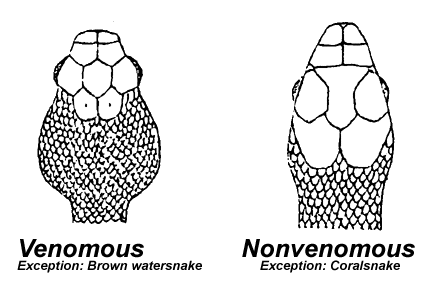 Venomous
Exception: Brown watersnake
Nonvenomous
Exception: Coralsnake